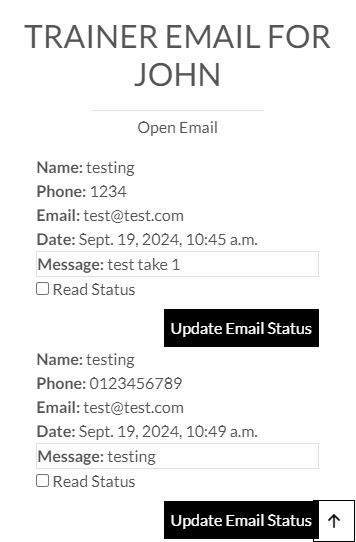 TRAINER EMAIL FOR
JOHN
Open Email
Name: testing
Phone: 1234
Email: test@test.com
Date: Sept. 19, 2024, 10:45 a.m.
Message: test take 1
Read Status
Update Email Status
Name: testing
Phone: 0123456789
Email: test@test.com
Date: Sept. 19, 2024, 10:49 a.m.
Message: testing
Read Status
Update Email Status